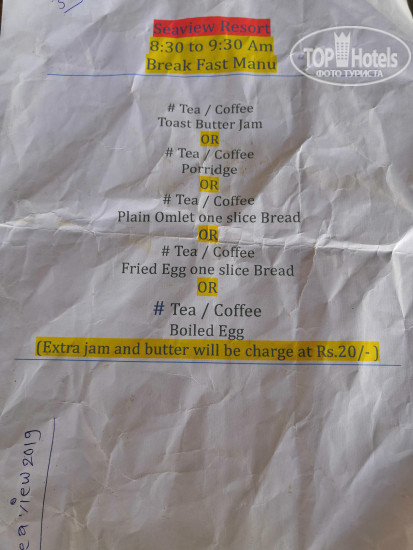 Seaview Resort
8:30 to 9:30 Am
Break Fast Manu
TOP Hotels
ФОТО ТУРИСТА
# Tea / Coffee
Toast Butter Jam
OR
# Tea / Coffee
Porridge
OR
# Tea / Coffee
Plain Omlet one slice Bread
OR
# Tea / Coffee
Fried Egg one slice Bread
OR
# Tea / Coffee
Boiled Egg
(Extra jam and butter will be charge at Rs.20/- )
view 2019